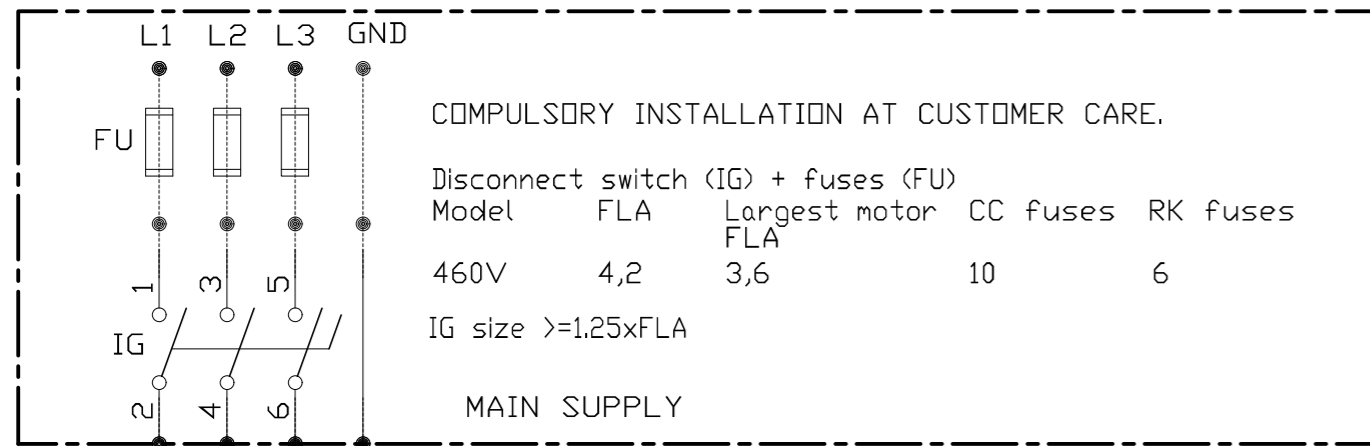 L1 L2 L3 GND
FU
COMPULSORY INSTALLATION AT CUSTOMER CARE.
Disconnect switch (IG) + fuses (FU)
Model FLA Largest motor FLA CC fuses RK fuses
460V 4,2 3,6 10 6
1 3 5
IG
IG size >=1.25xFLA
2 4 6
MAIN SUPPLY